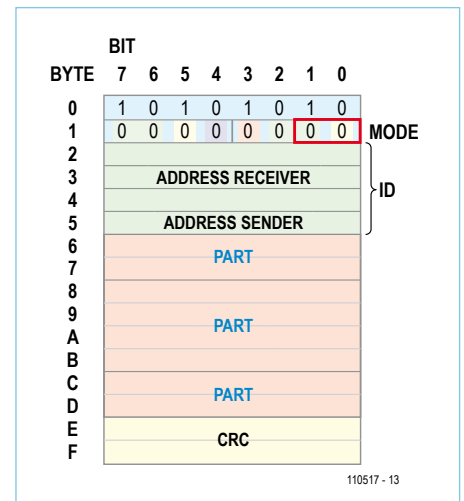 BIT
BYTE 7 6 5 4 3 2 1 0
0 1 0 1 0 1 0 1 0
1 0 0 0 0 0 0 0 0 MODE
2
3 ADDRESS RECEIVER ID
4
5 ADDRESS SENDER
6 PART
7
8
9 PART
A
B
C PART
D
E CRC
F
110517 - 13